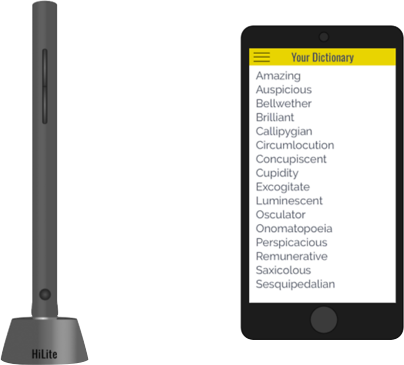 Your Dictionary
Amazing
Auspicious
Bellwether
Brilliant
Callipygian
Circumlocution
Concupiscent
Cupidity
Excogitate
Luminescent
Osculator
Onomatopoeia
Perspicacious
Remunerative
Saxicolous
Sesquipedalian
HiLite